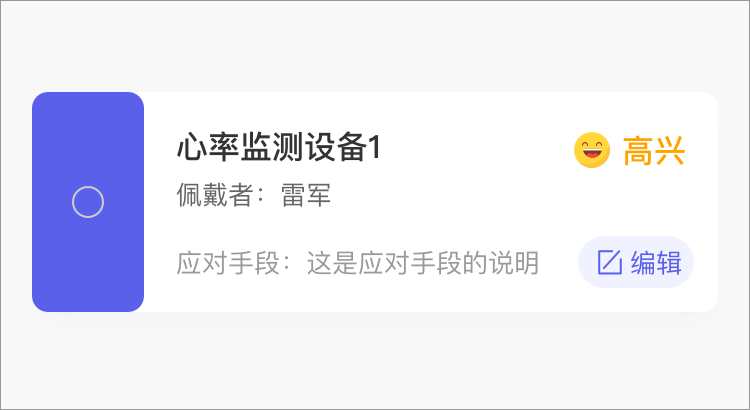 心率监测设备1
高兴
佩戴者：雷军
应对手段：这是应对手段的说明
编辑